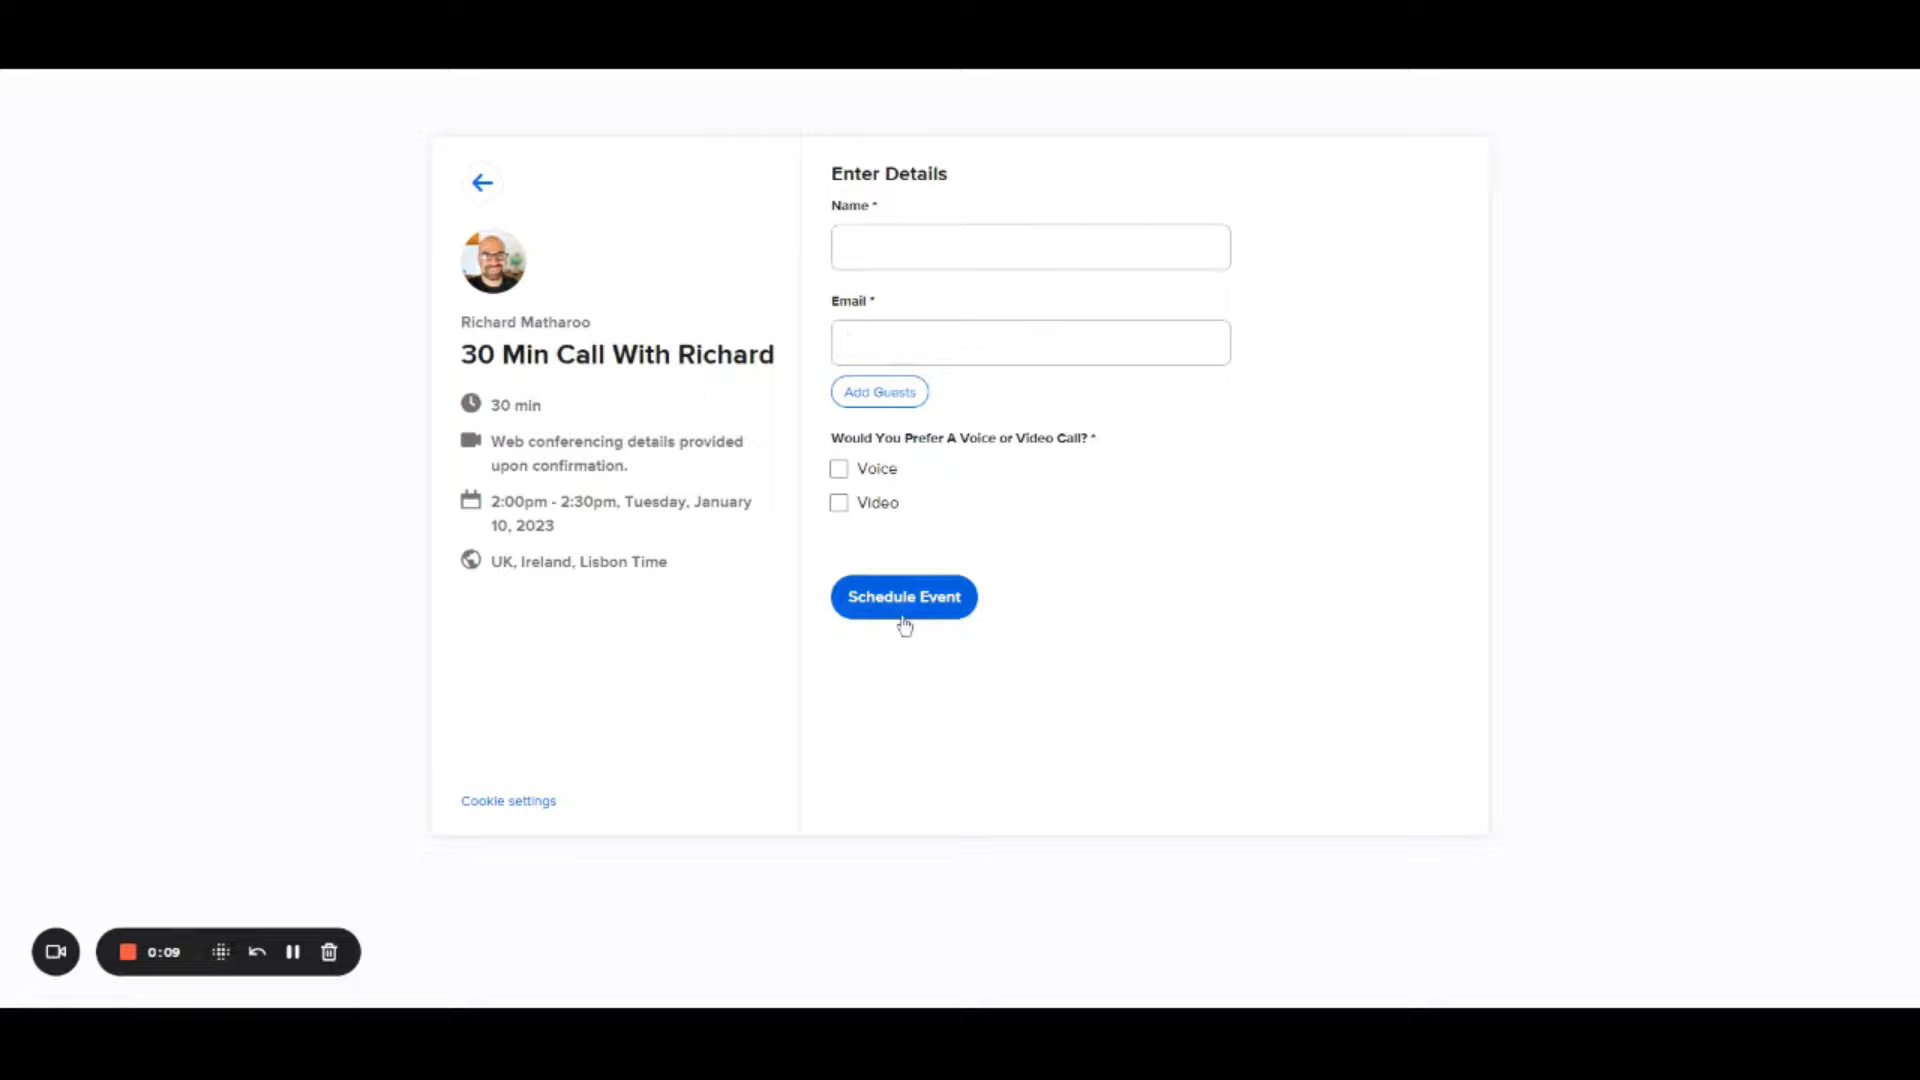 Richard Matharoo
30 Min Call With Richard
30 min
Web conferencing details provided
upon confirmation.
2:00pm - 2:30pm, Tuesday, January
10, 2023
UK, Ireland, Lisbon Time
Cookie settings
Enter Details
Name *
Email *
Add Guests
Would You Prefer A Voice or Video Call? *
Voice
Video
Schedule Event
0:09